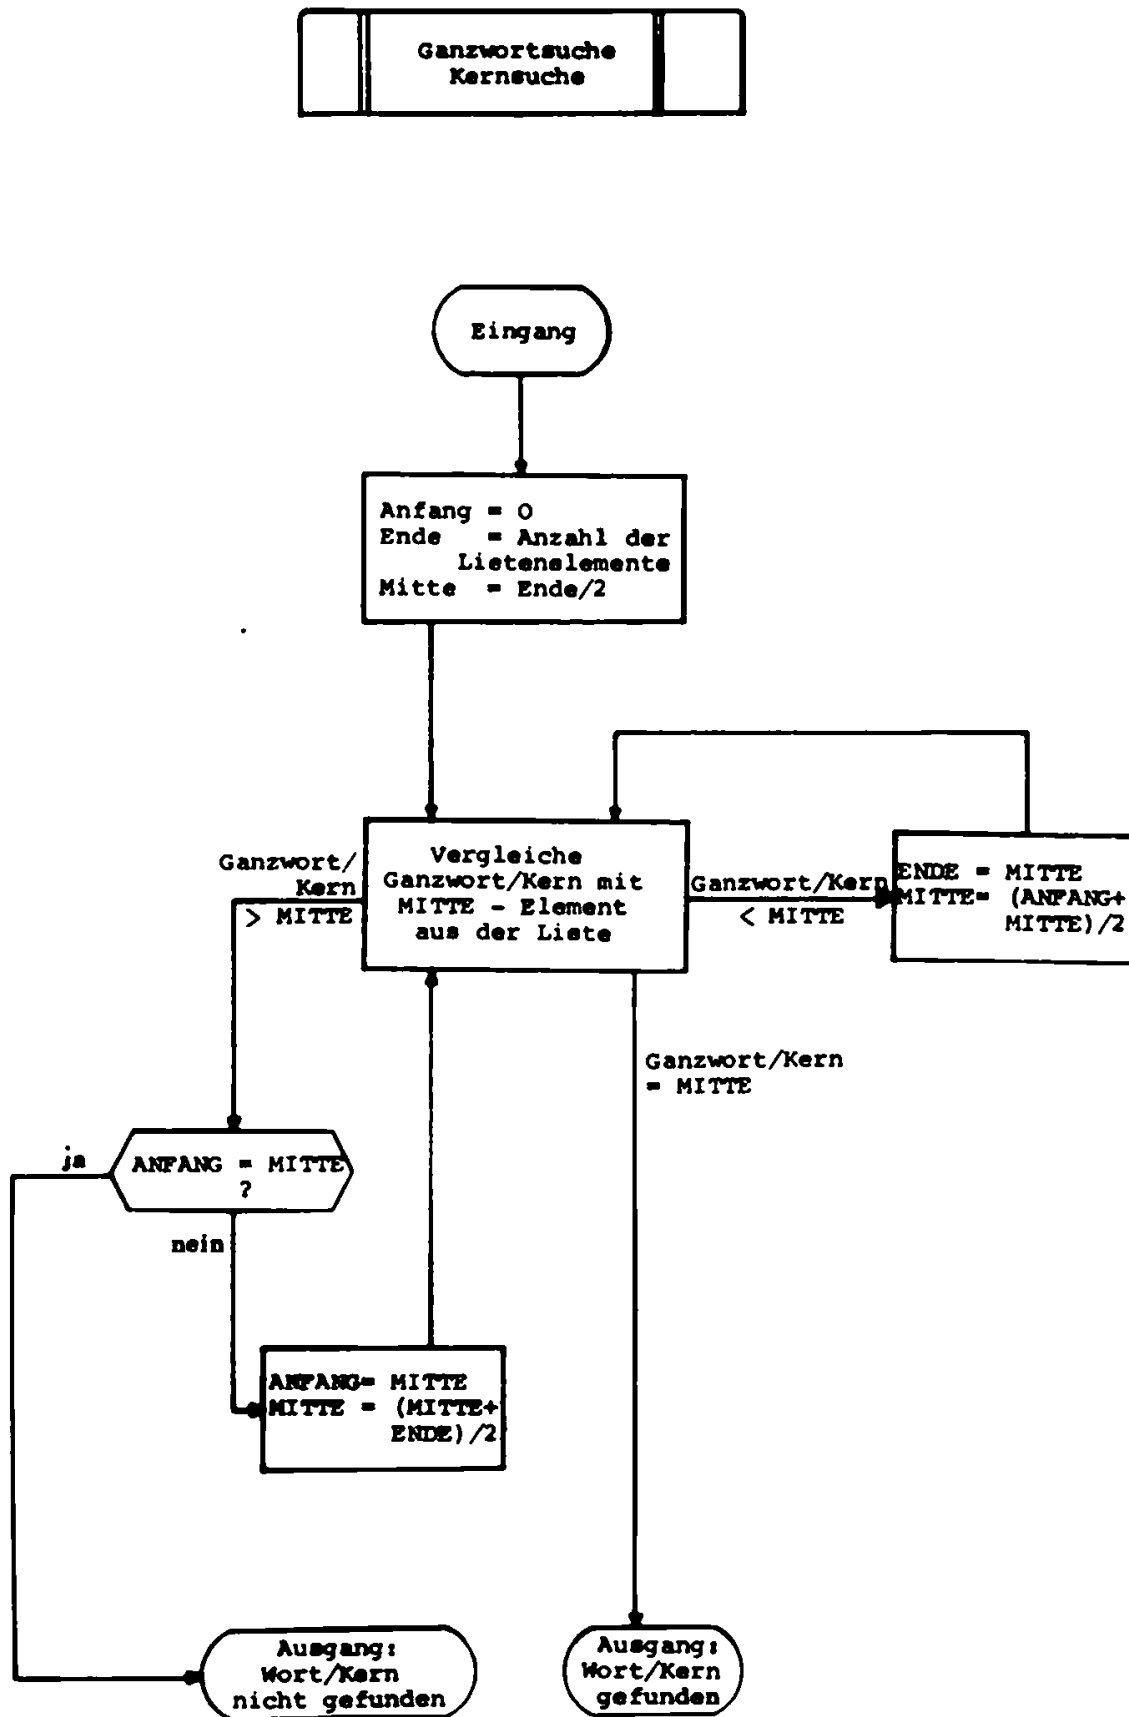 Ganzwortsuche
Kernsuche
Eingang
Anfang = 0
Ende = Anzahl der
Listenelemente
Mitte = Ende/2
Vergleiche
Ganzwort/Kern mit
MITTE - Element
aus der Liste
Ganzwort/
Kern
> MITTE
Ganzwort/Kern
< MITTE
ENDE = MITTE
MITTE= (ANFANG+
MITTE)/2
Ganzwort/Kern
= MITTE
ja
ANFANG = MITTE
?
nein
ANFANG= MITTE
MITTE = (MITTE+
ENDE)/2
Ausgang:
Wort/Kern
nicht gefunden
Ausgang:
Wort/Kern
gefunden